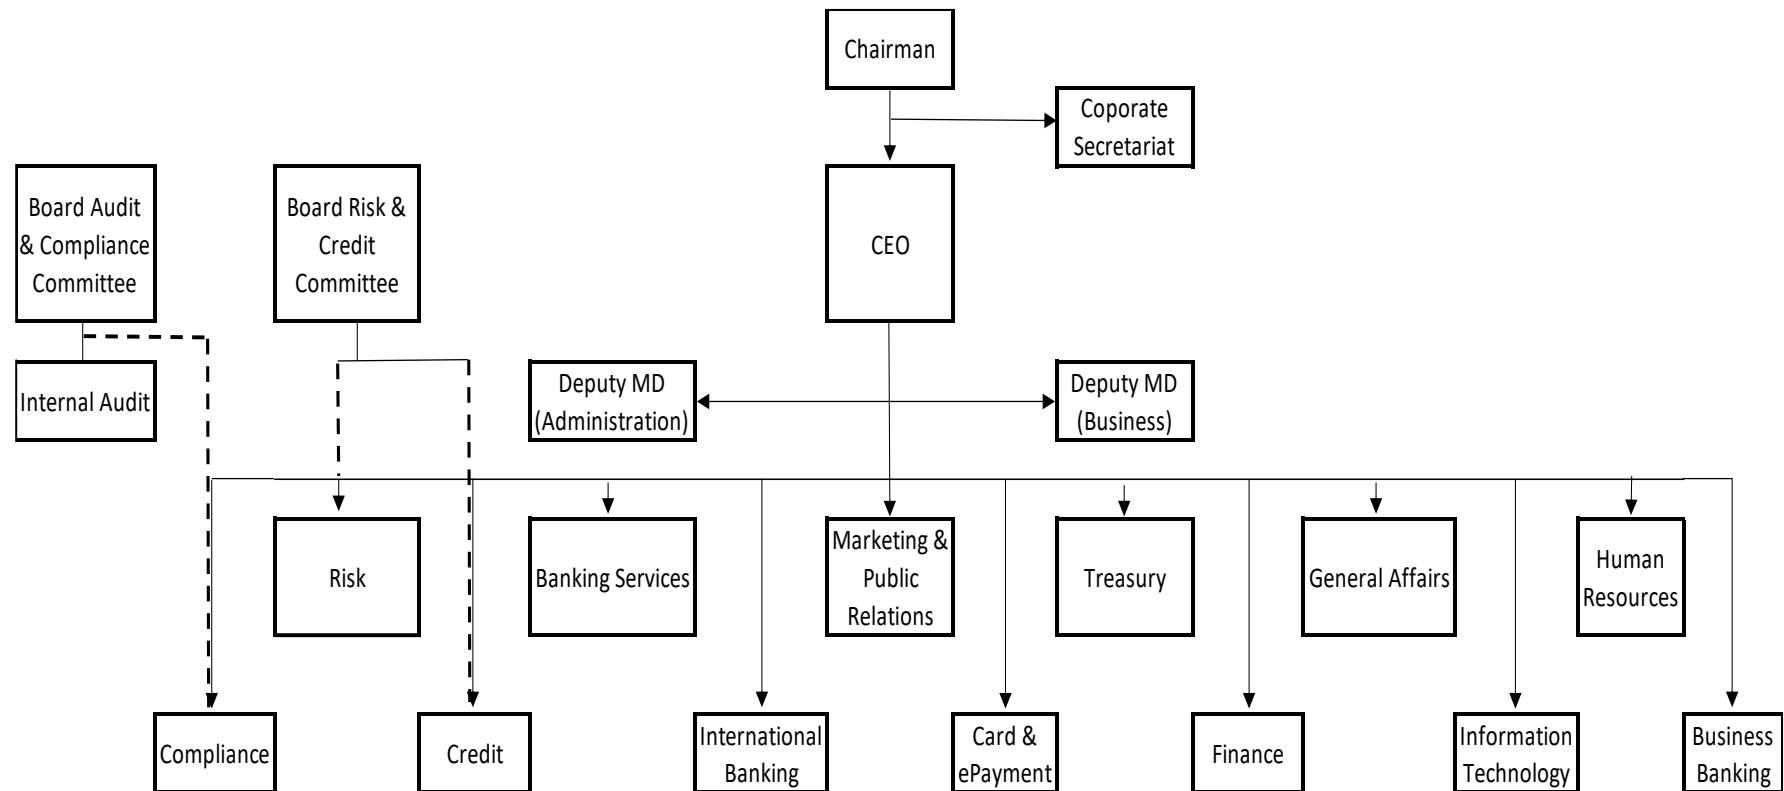 Chairman
Coporate
Secretariat
Board Audit
& Compliance
Committee
Board Risk &
Credit
Committee
CEO
Internal Audit
Deputy MD
(Administration)
Deputy MD
(Business)
Risk
Banking Services
Marketing &
Public
Relations
Treasury
General Affairs
Human
Resources
Compliance
Credit
International
Banking
Card &
ePayment
Finance
Information
Technology
Business
Banking